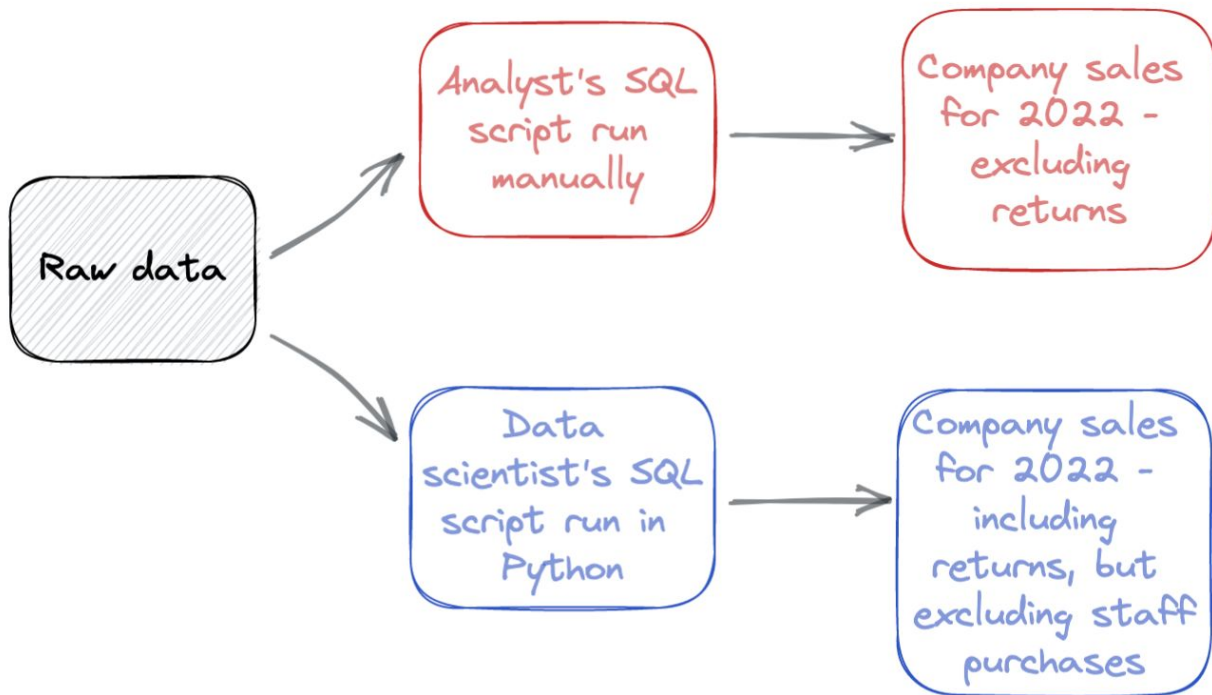 Raw data
Analyst's SQL
script run
manually
Company sales
for 2022 -
excluding
returns
Data
scientist's SQL
script run in
Python
Company sales
for 2022 -
including
returns, but
excluding staff
purchases